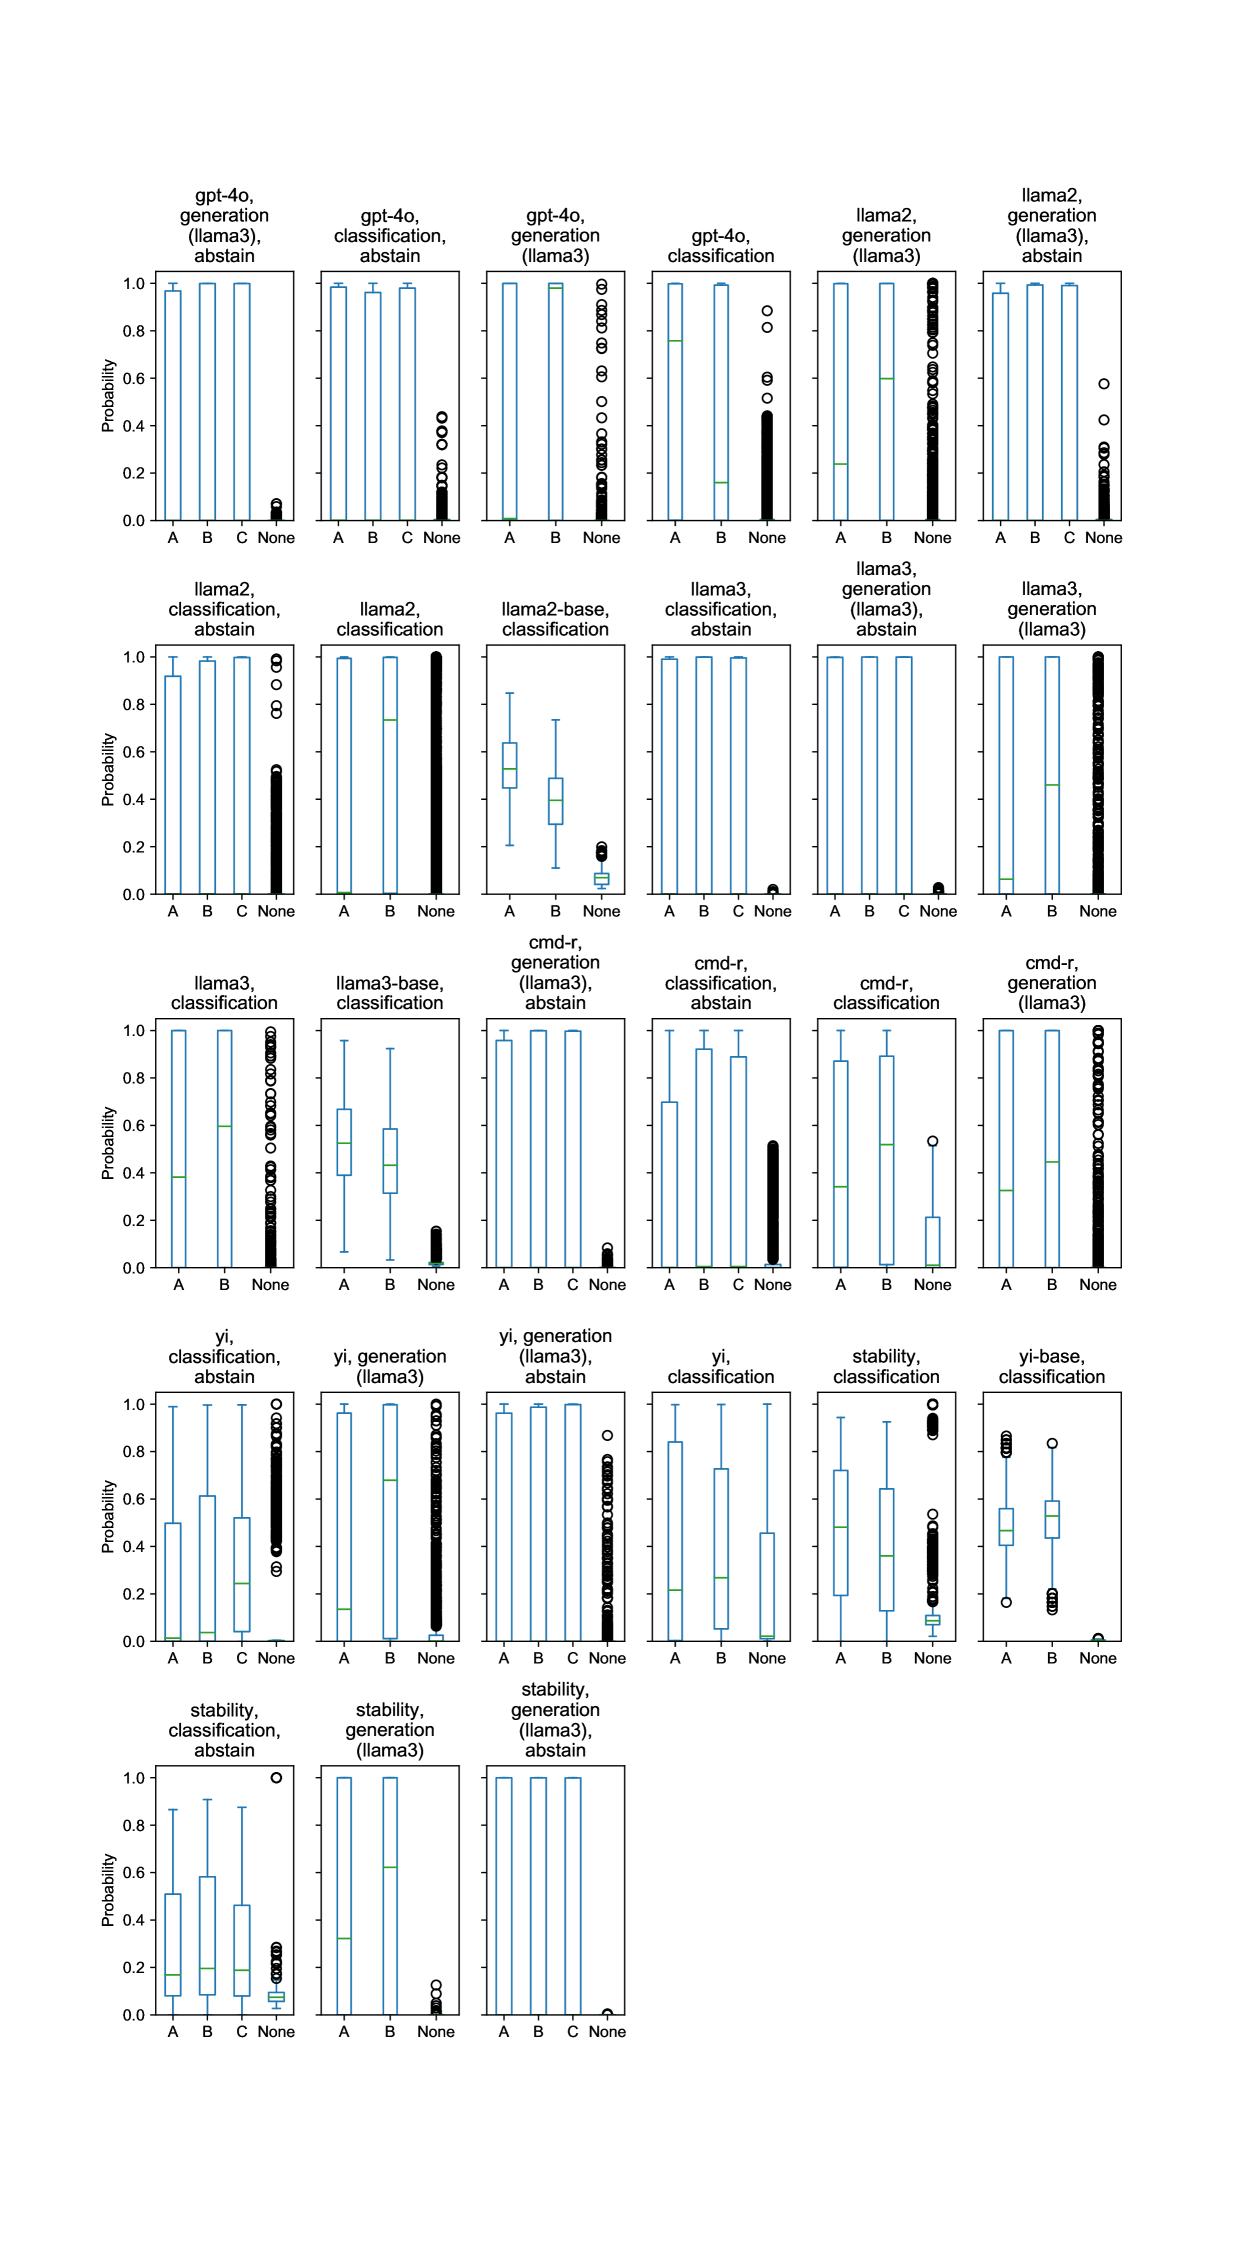 gpt-4o,
generation
(llama3),
abstain
gpt-4o,
classification,
abstain
gpt-4o,
generation
(llama3)
gpt-4o,
classification
llama2,
generation
(llama3)
llama2,
generation
(llama3),
abstain
Probability
1.0
0.8
0.6
0.4
0.2
0.0
A B C None
A B C None
A B None
A B None
A B None
A B C None
llama2,
classification,
abstain
llama2,
classification
llama2-base,
classification
llama3,
classification,
abstain
llama3,
generation
(llama3),
abstain
llama3,
generation
(llama3)
Probability
1.0
0.8
0.6
0.4
0.2
0.0
A B C None
A B None
A B None
A B C None
A B C None
A B None
llama3,
classification
llama3-base,
classification
cmd-r,
generation
(llama3),
abstain
cmd-r,
classification,
abstain
cmd-r,
classification
cmd-r,
generation
(llama3)
Probability
1.0
0.8
0.6
0.4
0.2
0.0
A B None
A B None
A B C None
A B C None
A B None
A B None
yi,
classification,
abstain
yi, generation
(llama3)
yi, generation
(llama3),
abstain
yi,
classification
stability,
classification
yi-base,
classification
Probability
1.0
0.8
0.6
0.4
0.2
0.0
A B C None
A B None
A B C None
A B None
A B None
A B None
stability,
classification,
abstain
stability,
generation
(llama3)
stability,
generation
(llama3),
abstain
Probability
1.0
0.8
0.6
0.4
0.2
0.0
A B C None
A B None
A B C None